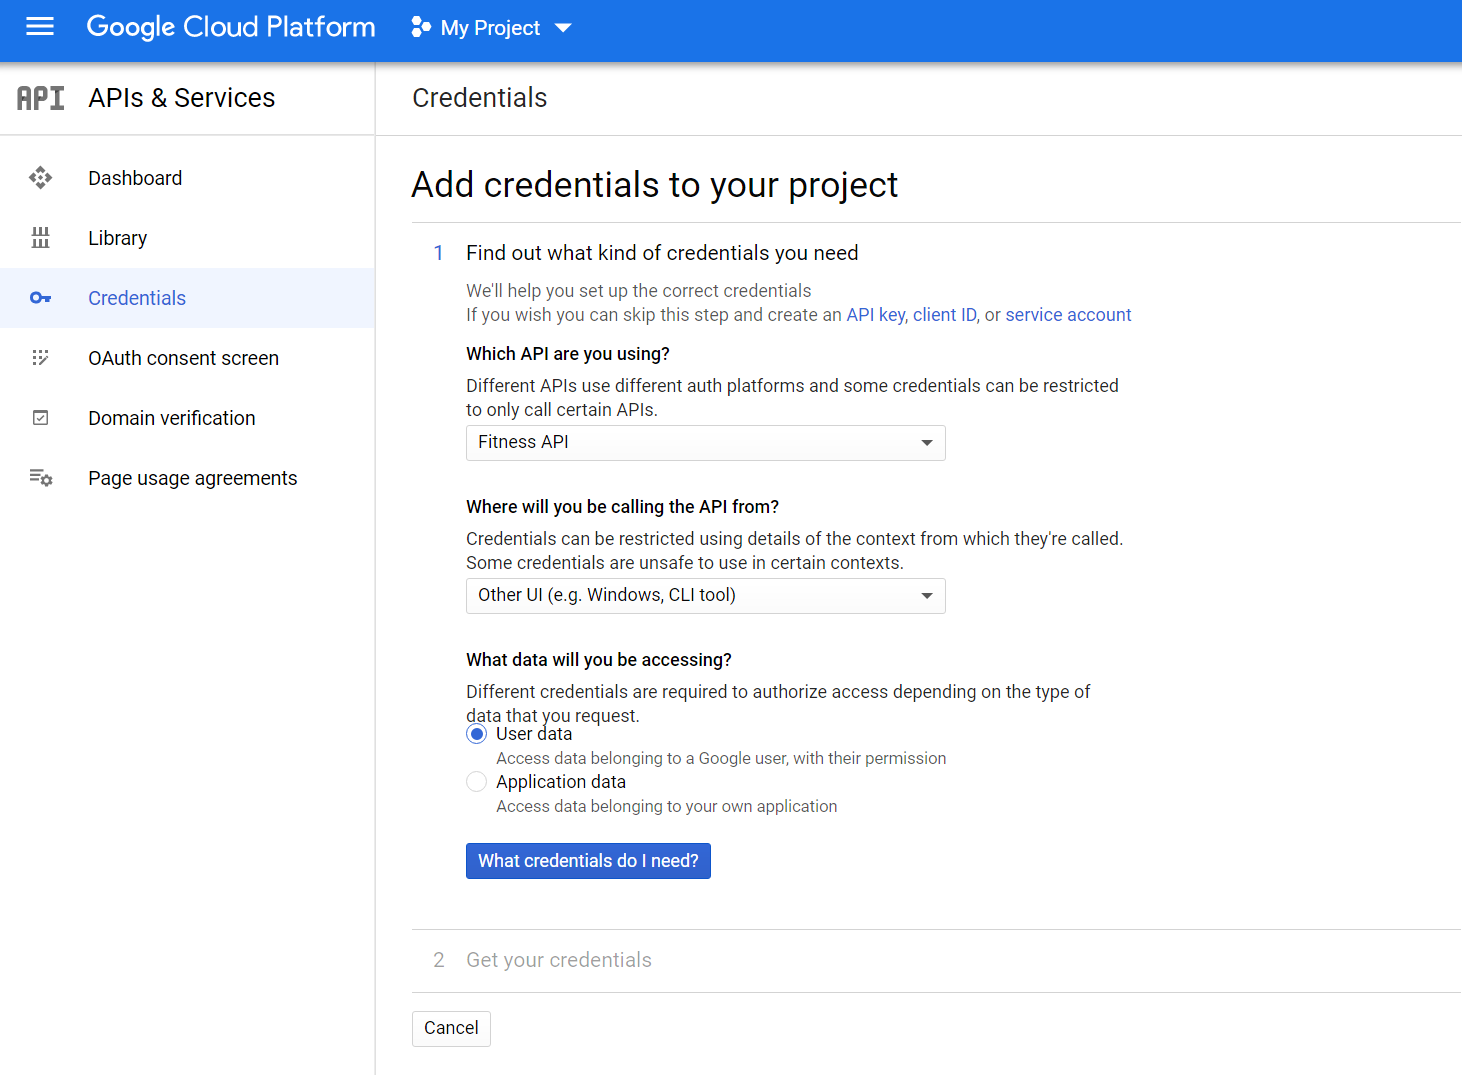 Google Cloud Platform My Project
API APIs & Services
Credentials
Dashboard
Library
Credentials
OAuth consent screen
Domain verification
Page usage agreements
Add credentials to your project
1 Find out what kind of credentials you need
We'll help you set up the correct credentials
If you wish you can skip this step and create an API key, client ID, or service account
Which API are you using?
Different APIs use different auth platforms and some credentials can be restricted
to only call certain APIs.
Fitness API
Where will you be calling the API from?
Credentials can be restricted using details of the context from which they're called.
Some credentials are unsafe to use in certain contexts.
Other UI (e.g. Windows, CLI tool)
What data will you be accessing?
Different credentials are required to authorize access depending on the type of
data that you request.
User data
Access data belonging to a Google user, with their permission
Application data
Access data belonging to your own application
What credentials do I need?
2 Get your credentials
Cancel